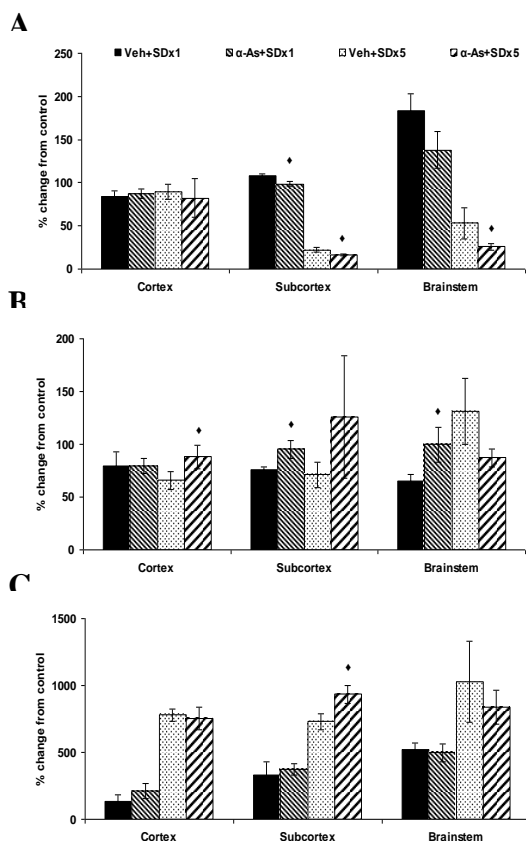 A
Veh+SDx1 α-As+SDx1 Veh+SDx5 α-As+SDx5
% change from control
250
200
150
100
50
0
Cortex Subcortex Brainstem
B
% change from control
200
150
100
50
0
Cortex Subcortex Brainstem
C
% change from control
1500
1000
500
0
Cortex Subcortex Brainstem